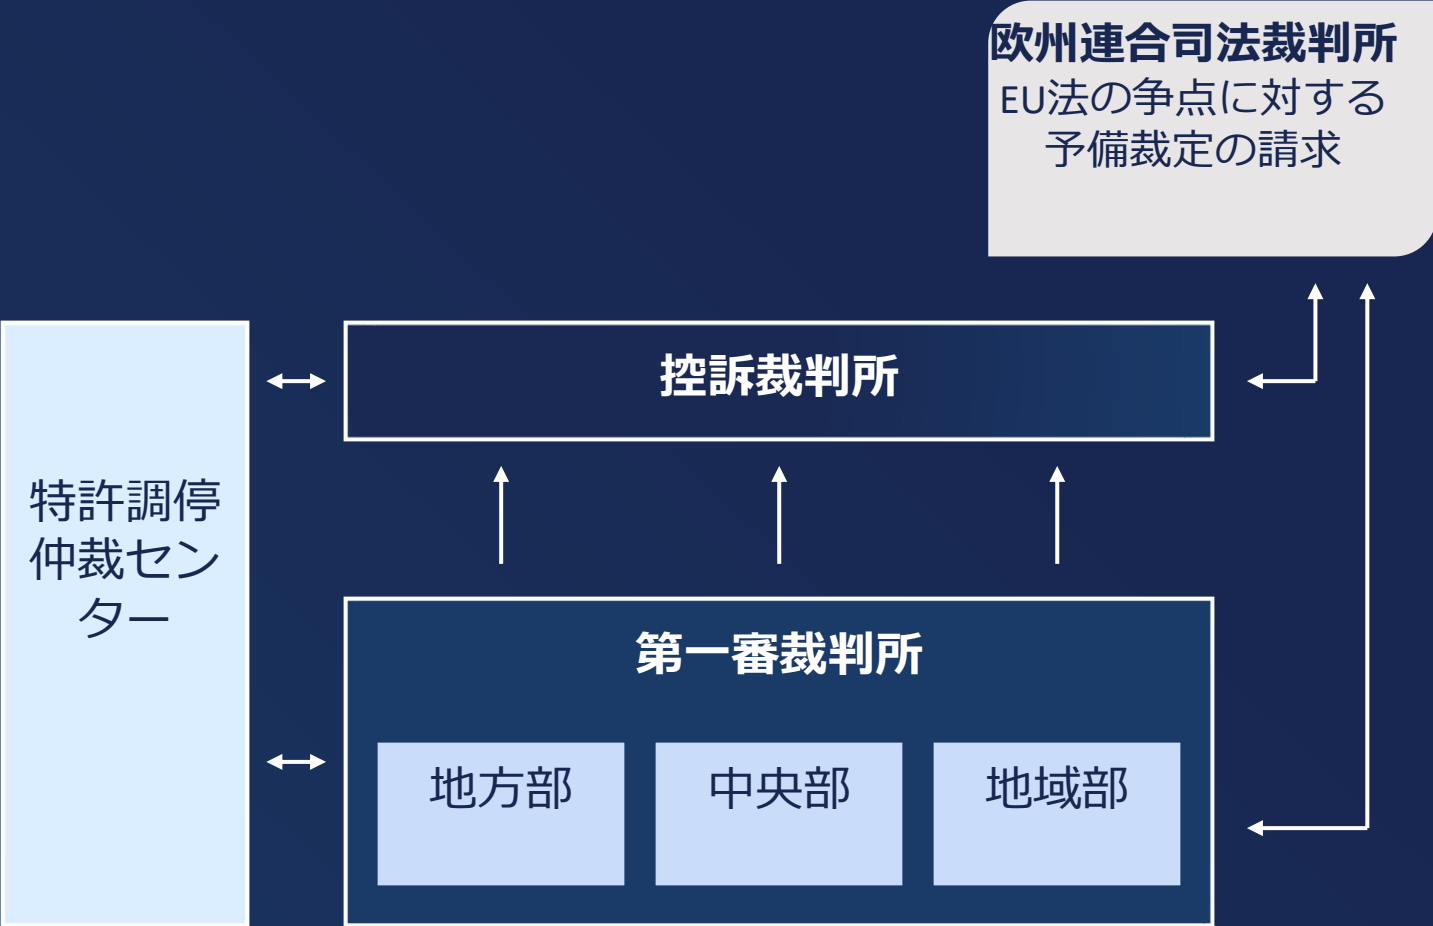 欧州連合司法裁判所
EU法の争点に対する
予備裁定の請求
控訴裁判所
特許調停
仲裁セン
ター
第一審裁判所
地方部
中央部
地域部